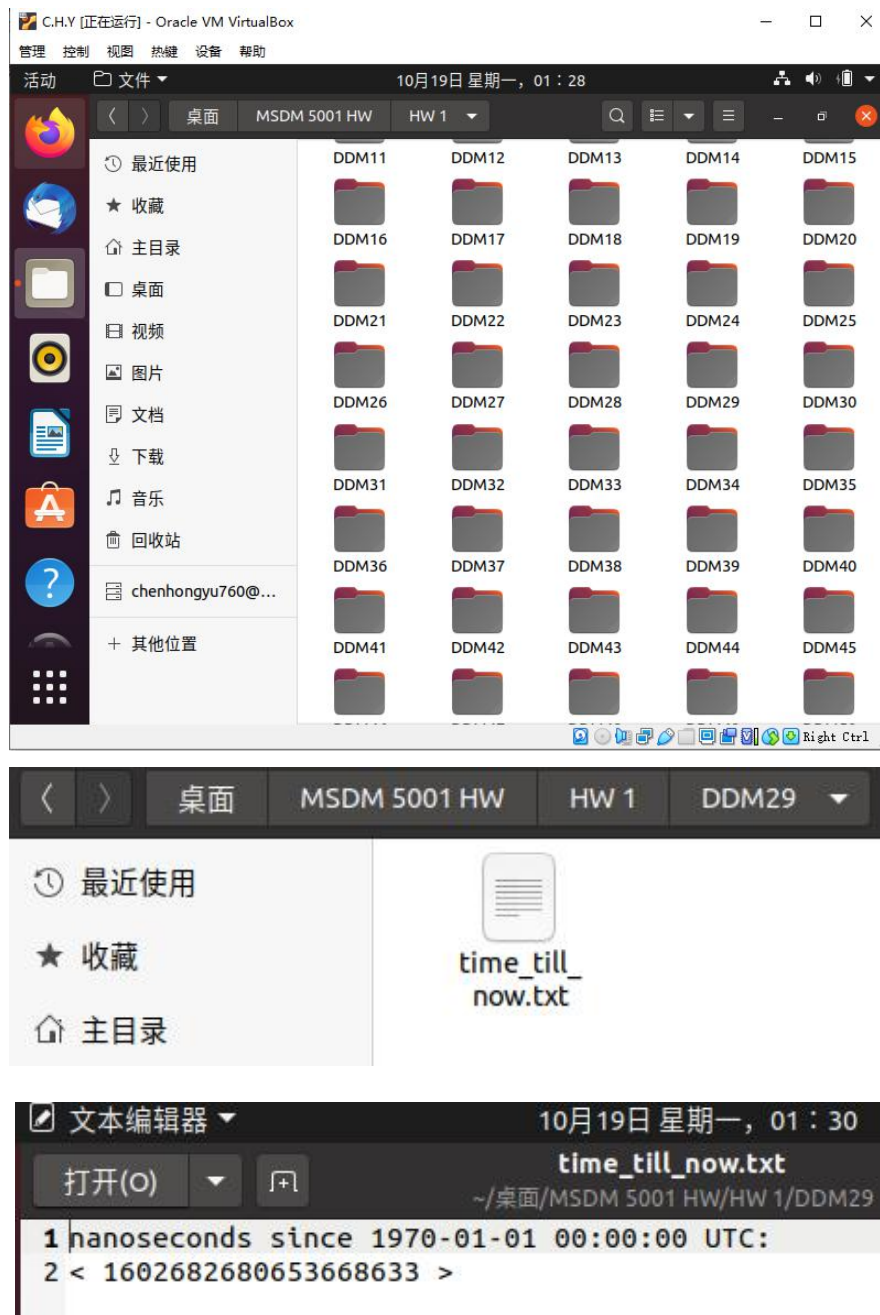 C.H.Y [正在运行] - Oracle VM VirtualBox
管理 控制 视图 热键 设备 帮助
活动 文件 10月19日 星期一，01：28
桌面 MSDM 5001 HW HW 1
最近使用
收藏
主目录
桌面
视频
图片
文档
下载
音乐
回收站
chenhongyu760@...
+ 其他位置
DDM11 DDM12 DDM13 DDM14 DDM15
DDM16 DDM17 DDM18 DDM19 DDM20
DDM21 DDM22 DDM23 DDM24 DDM25
DDM26 DDM27 DDM28 DDM29 DDM30
DDM31 DDM32 DDM33 DDM34 DDM35
DDM36 DDM37 DDM38 DDM39 DDM40
DDM41 DDM42 DDM43 DDM44 DDM45
Right Ctrl
桌面 MSDM 5001 HW HW 1 DDM29
最近使用
收藏
主目录
time_till_
now.txt
文本编辑器 10月19日 星期一，01：30
打开(O)
time_till_now.txt
~/桌面/MSDM 5001 HW/HW 1/DDM29
1 nanoseconds since 1970-01-01 00:00:00 UTC:
2 < 1602682680653668633 >